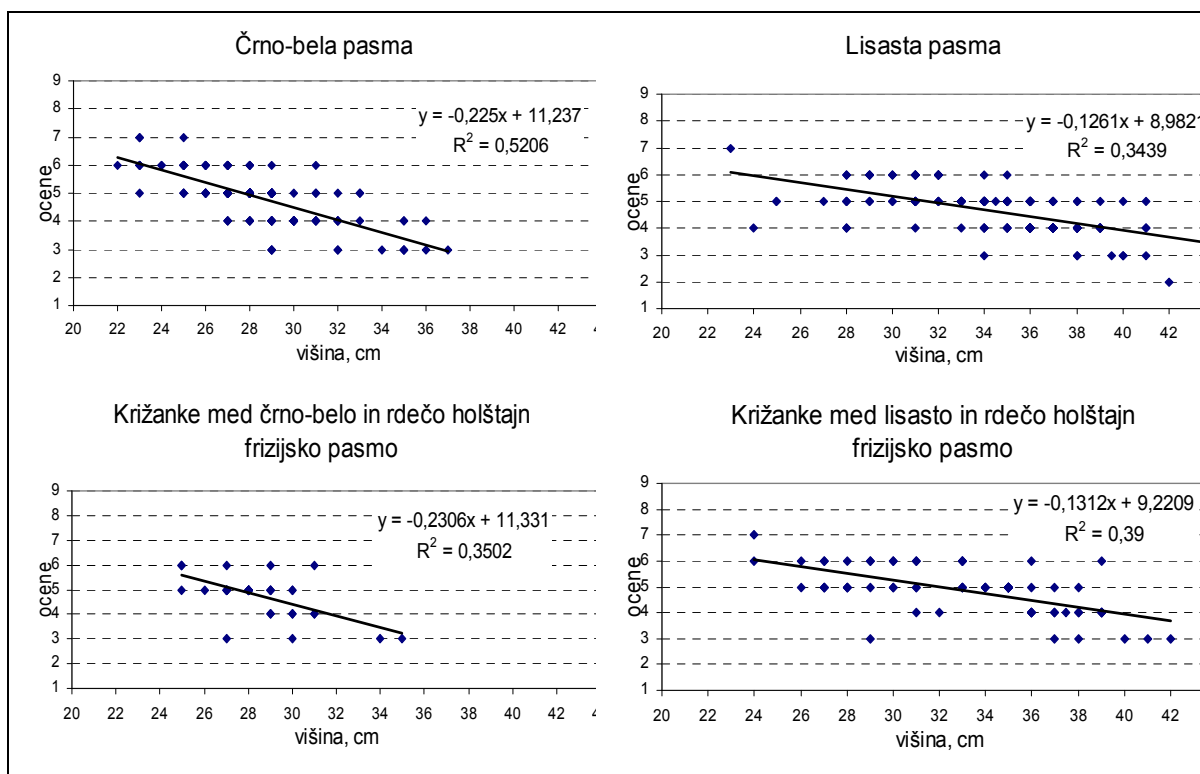 Črno-bela pasma
9
8
7
6
5
4
3
2
1
ocene
y = -0,225x + 11,237
R² = 0,5206
20 22 24 26 28 30 32 34 36 38 40 42
višina, cm
Lisasta pasma
9
8
7
6
5
4
3
2
1
ocene
y = -0,1261x + 8,9821
R² = 0,3439
20 22 24 26 28 30 32 34 36 38 40 42
višina, cm
Križanke med črno-belo in rdečo holštajn
frizijsko pasmo
9
8
7
6
5
4
3
2
1
ocene
y = -0,2306x + 11,331
R² = 0,3502
20 22 24 26 28 30 32 34 36 38 40 42
višina, cm
Križanke med lisasto in rdečo holštajn
frizijsko pasmo
9
8
7
6
5
4
3
2
1
ocene
y = -0,1312x + 9,2209
R² = 0,39
20 22 24 26 28 30 32 34 36 38 40 42
višina, cm